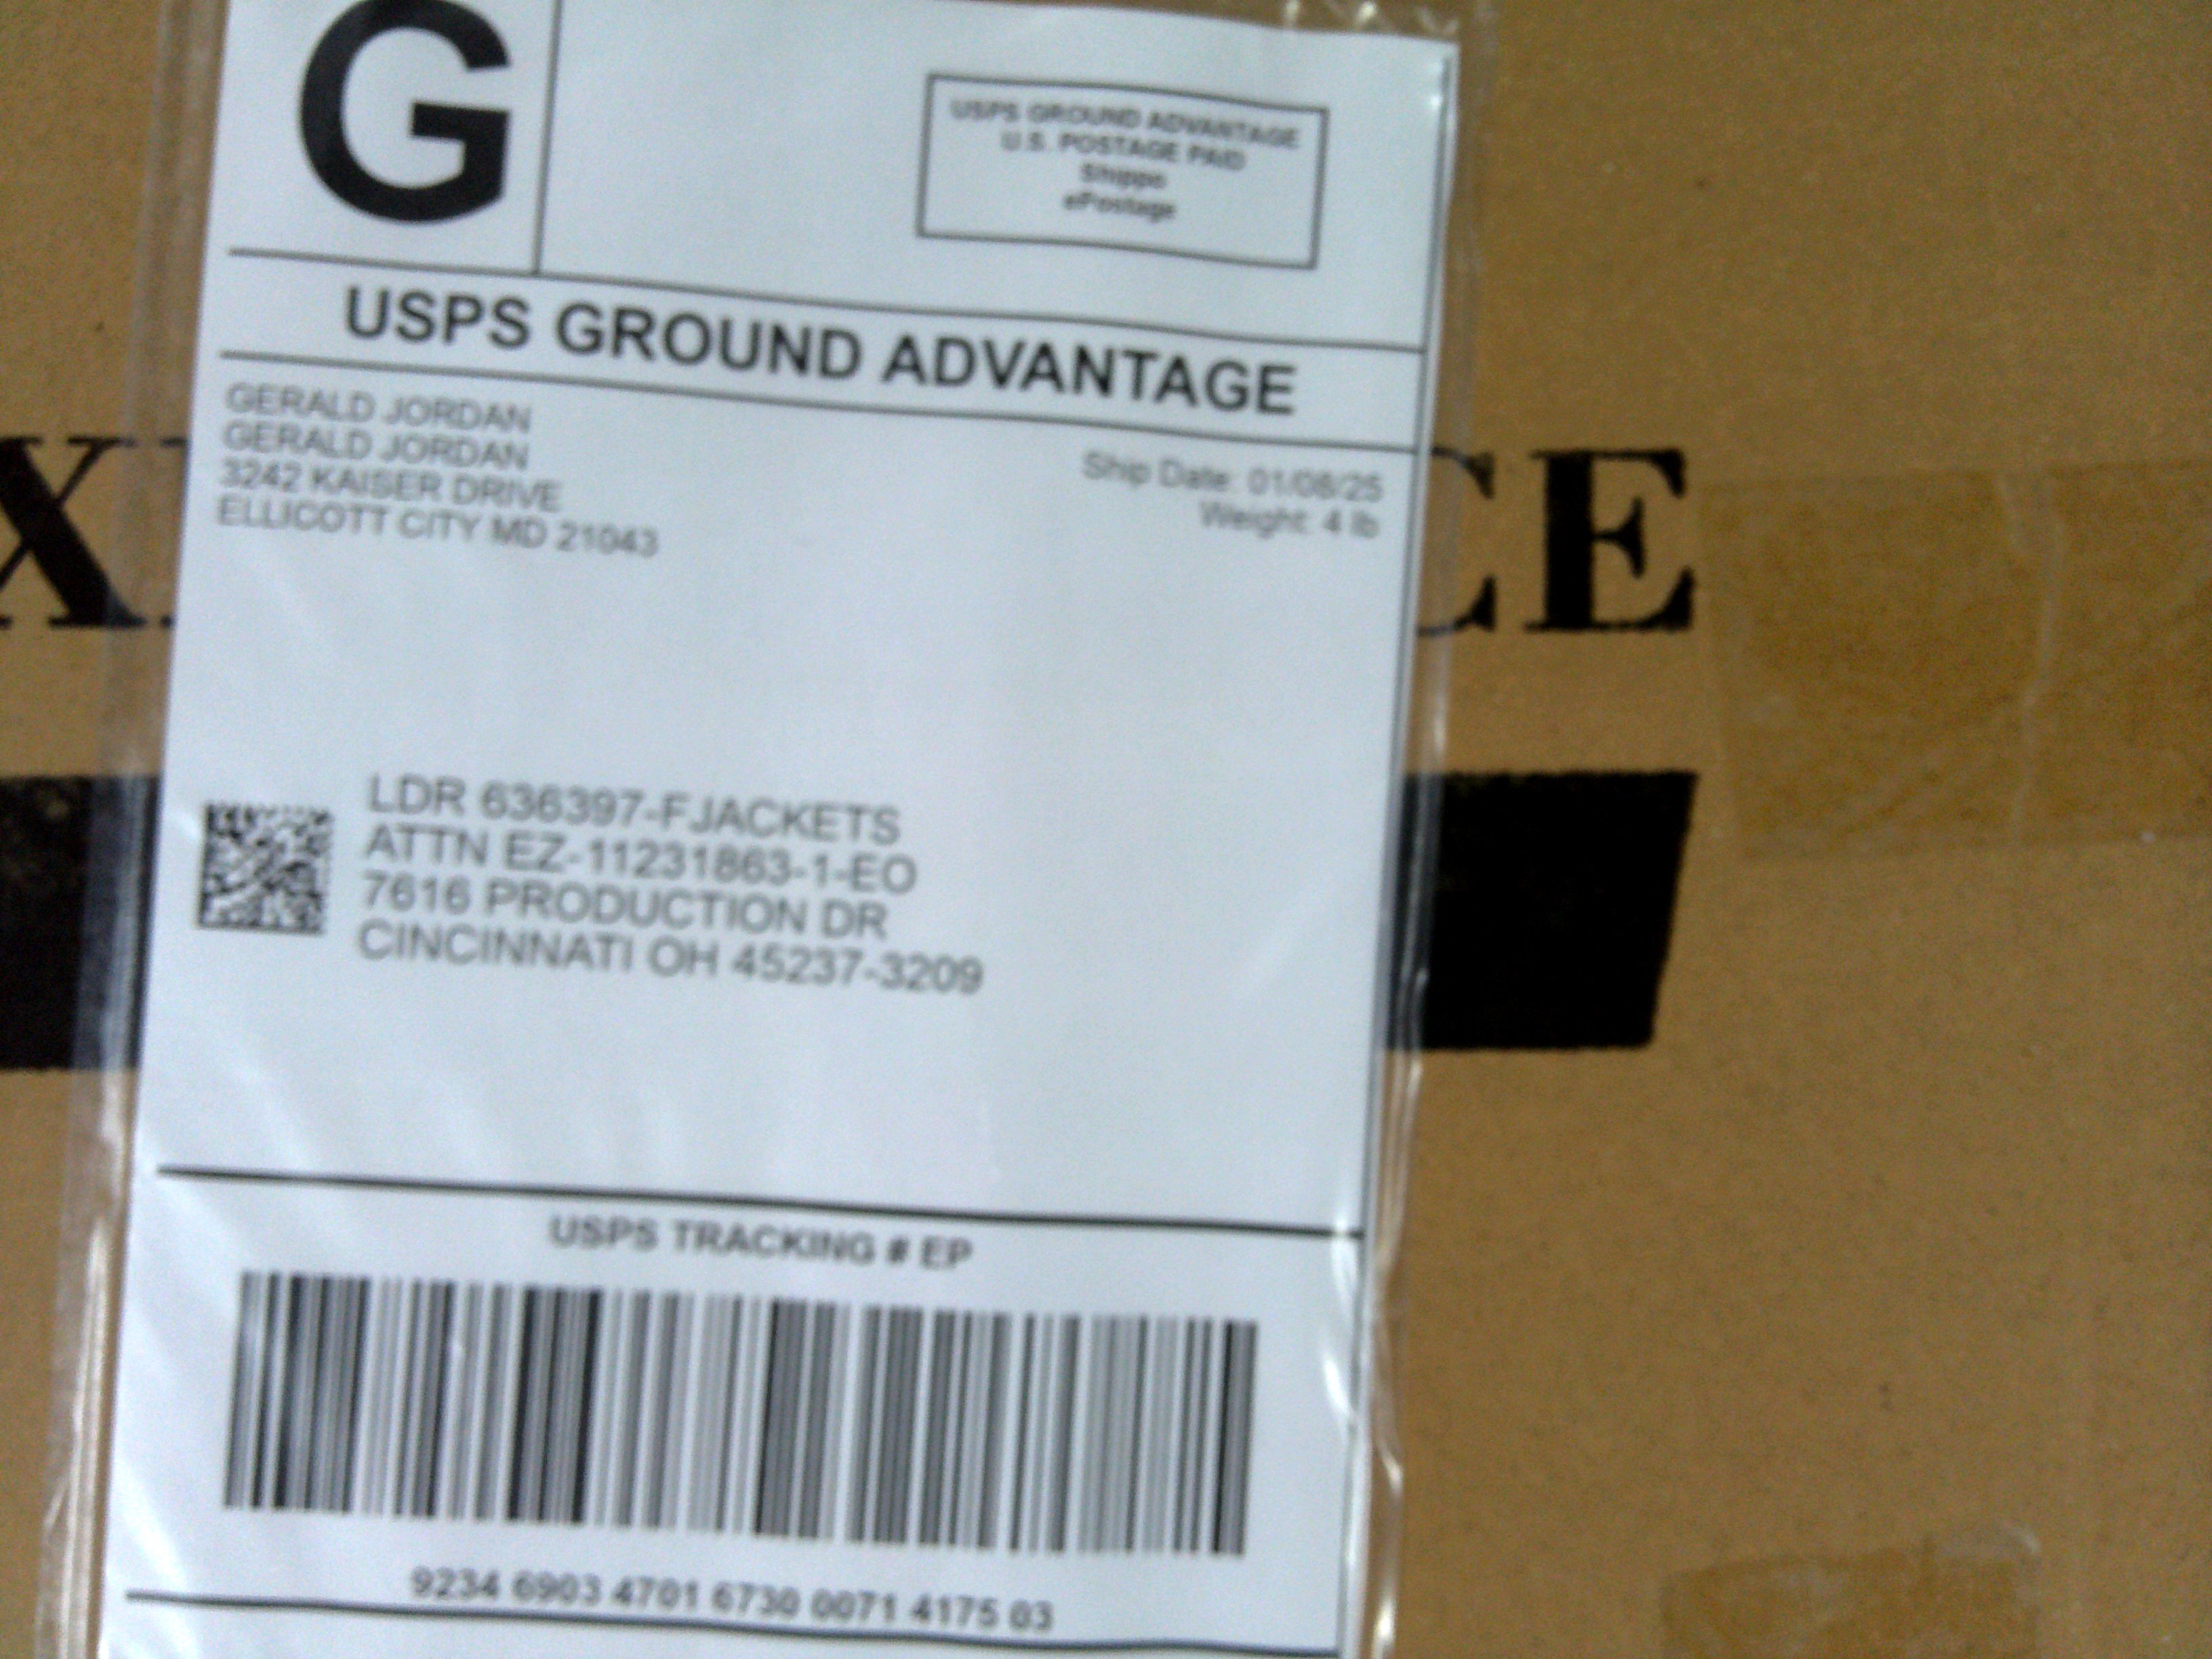 G
USPS GROUND ADVANTAGE
U.S. POSTAGE PAID
Shippo
ePostage
USPS GROUND ADVANTAGE
GERALD JORDAN
GERALD JORDAN
3242 KAISER DRIVE
ELLICOTT CITY MD 21043
Ship Date: 01/08/25
Weight: 4 lb
LDR 636397-FJACKETS
ATTN EZ-11231863-1-EO
7616 PRODUCTION DR
CINCINNATI OH 45237-3209
USPS TRACKING # EP
9234 6903 4701 6730 0071 4175 03